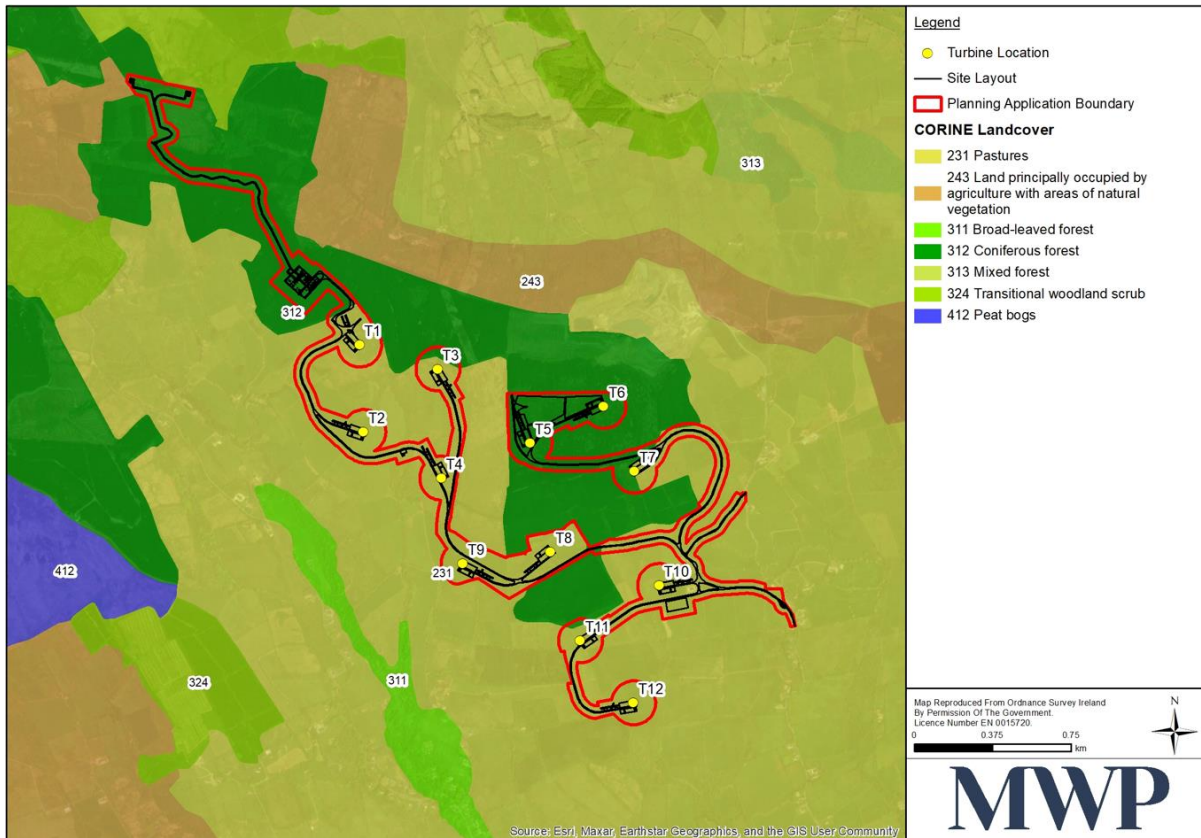 313
243
312
T1
T3
T6
T2
T5
T4
T7
T8
T9
231
412
T10
T11
324
311
T12
Source: Esri, Maxar, Earthstar Geographics, and the GIS User Community
Legend
Turbine Location
Site Layout
Planning Application Boundary
CORINE Landcover
231 Pastures
243 Land principally occupied by
agriculture with areas of natural
vegetation
311 Broad-leaved forest
312 Coniferous forest
313 Mixed forest
324 Transitional woodland scrub
412 Peat bogs
Map Reproduced From Ordnance Survey Ireland
By Permission Of The Government.
Licence Number EN 0015720.
N
0 0.375 0.75
km
MWP